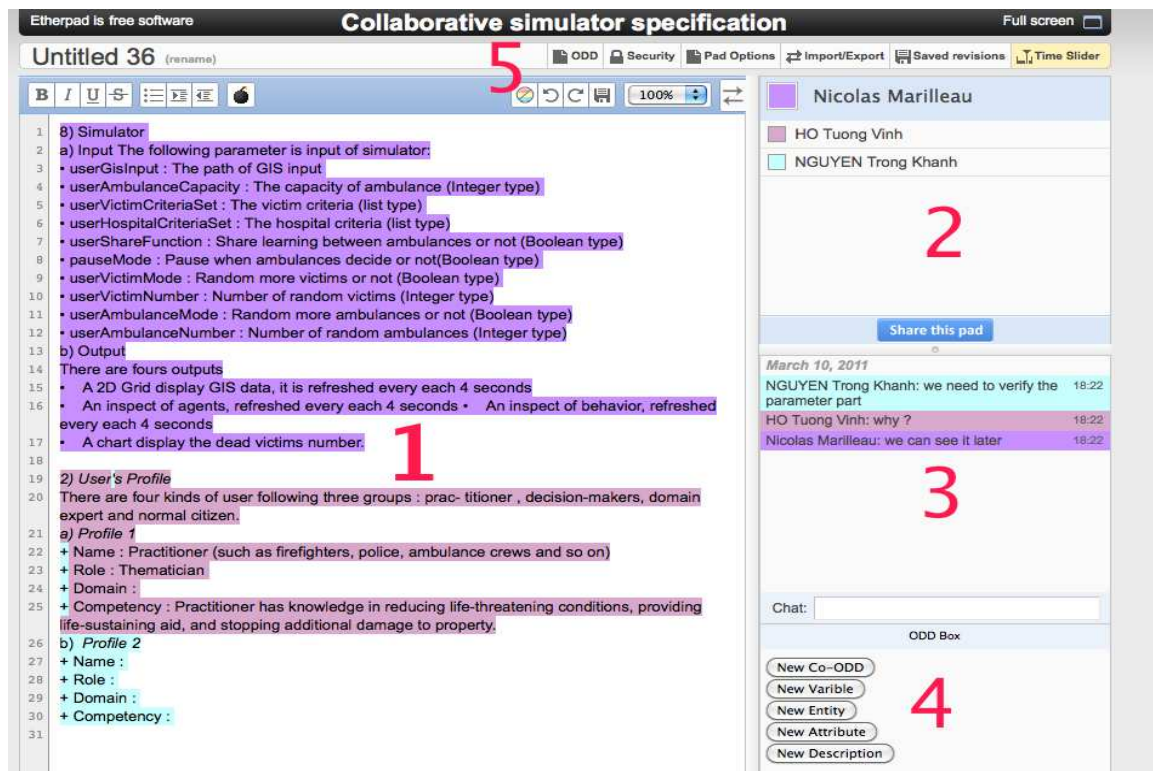 Etherpad is free software
Collaborative simulator specification
Full screen
Untitled 36 (rename)
5
ODD
Security
Pad Options
Import/Export
Saved revisions
Time Slider
B I U S
100%
1 8) Simulator
2 a) Input The following parameter is input of simulator:
3 • userGisInput : The path of GIS input
4 • userAmbulanceCapacity : The capacity of ambulance (Integer type)
5 • userVictimCriteriaSet : The victim criteria (list type)
6 • userHospitalCriteriaSet : The hospital criteria (list type)
7 • userShareFunction : Share learning between ambulances or not (Boolean type)
8 • pauseMode : Pause when ambulances decide or not(Boolean type)
9 • userVictimMode : Random more victims or not (Boolean type)
10 • userVictimNumber : Number of random victims (Integer type)
11 • userAmbulanceMode : Random more ambulances or not (Boolean type)
12 • userAmbulanceNumber : Number of random ambulances (Integer type)
13 b) Output
14 There are fours outputs
15 • A 2D Grid display GIS data, it is refreshed every each 4 seconds
16 • An inspect of agents, refreshed every each 4 seconds • An inspect of behavior, refreshed
every each 4 seconds
17 • A chart display the dead victims number.
1
18
19 2) User's Profile
20 There are four kinds of user following three groups : prac- titioner , decision-makers, domain
expert and normal citizen.
21 a) Profile 1
22 + Name : Practitioner (such as firefighters, police, ambulance crews and so on)
23 + Role : Thematician
24 + Domain :
25 + Competency : Practitioner has knowledge in reducing life-threatening conditions, providing
life-sustaining aid, and stopping additional damage to property.
26 b) Profile 2
27 + Name :
28 + Role :
29 + Domain :
30 + Competency :
31
Nicolas Marilleau
HO Tuong Vinh
NGUYEN Trong Khanh
2
Share this pad
March 10, 2011
NGUYEN Trong Khanh: we need to verify the 18:22
parameter part
HO Tuong Vinh: why ? 18:22
Nicolas Marilleau: we can see it later 18:22
3
Chat:
ODD Box
New Co-ODD
New Varible
New Entity
New Attribute
New Description
4